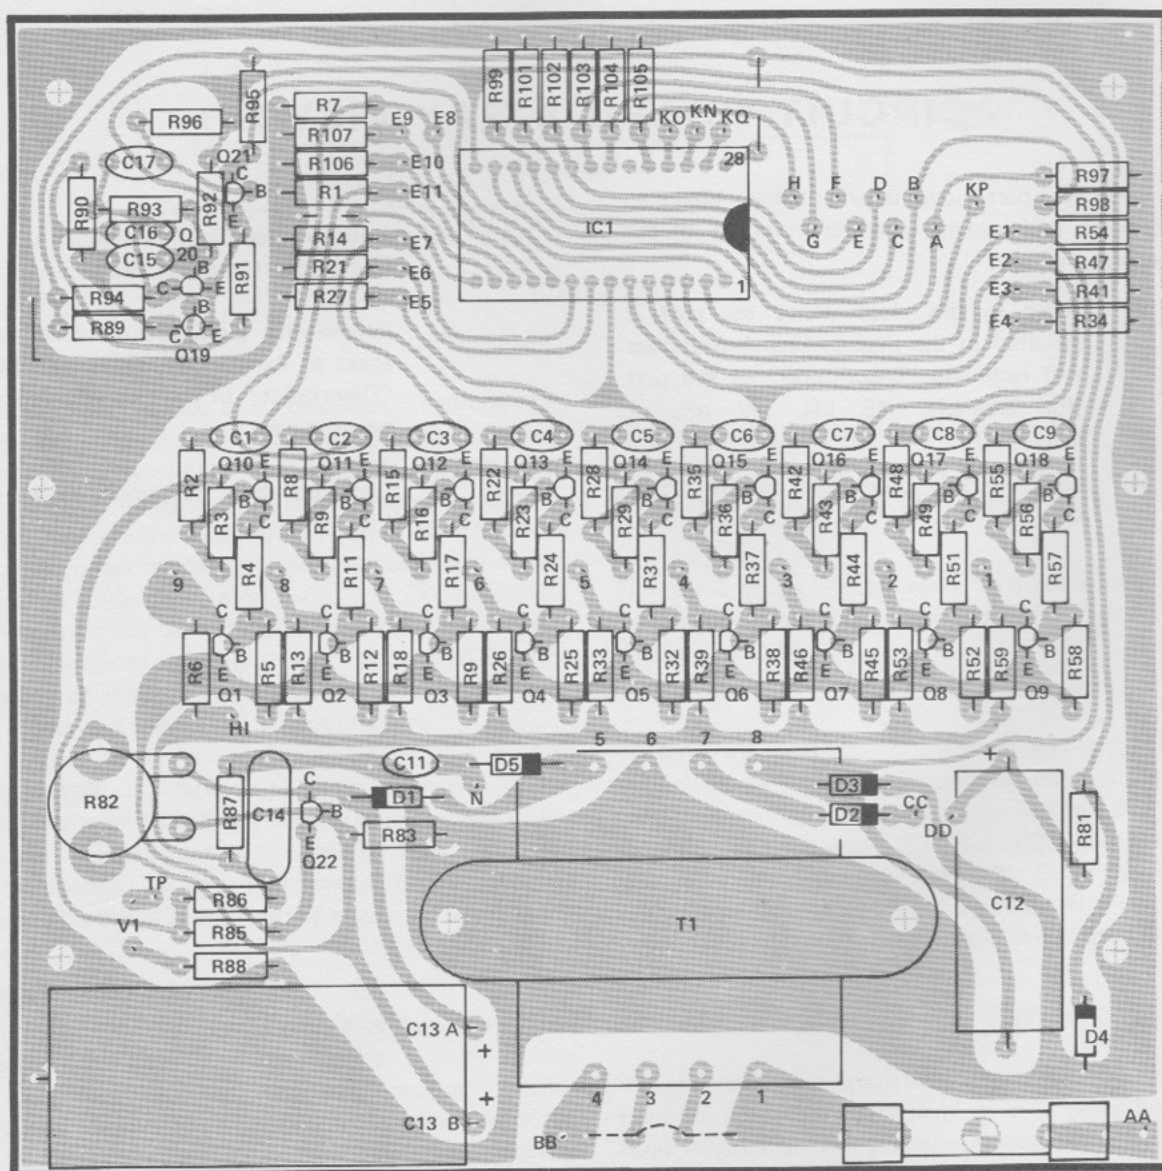 R99 R101 R102 R103 R104 R105
R95
R7
R96
R107 E9 E8
KO KN KQ
C17
Q21
R106 E10
28
C
R1 E11
B
H F D B KP
R97
R90
R93
R92
E
R98
C16 Q
R14 E7
IC1
G E C A
E1 R54
C15 20
R91
R21 E6
E2 R47
B
C E
R94
R27 E5
1
E3 R41
B
R89 C E
E4 R34
Q19
C1 C2 C3 C4 C5 C6 C7 C8 C9
Q10 E Q11 E Q12 E Q13 E Q14 E Q15 E Q16 E Q17 E Q18 E
R2 R8 R15 R22 R28 R35 R42 R48 R55
B B B B B B B B B
R3 R9 R16 R23 R29 R36 R43 R49 R56
C C C C C C C C C
R4 R11 R17 R24 R31 R37 R44 R51 R57
9 8 7 6 5 4 3 2 1
C C C C C C C C C
B B B B B B B B B
R6 R5 R13 R12 R18 R9 R26 R25 R33 R32 R39 R38 R46 R45 R53 R52 R59 R58
E E E E E E E E E
Q1 Q2 Q3 Q4 Q5 Q6 Q7 Q8 Q9
HI
5 6 7 8
+
C11 D5
C
D3
R82 R87 C14 B D1 N
D2 CC
DD
R81
E
R83
Q22
TP
R86
C12
V1
R85
T1
R88
C13 A
+
D4
+
4 3 2 1
C13 B
BB
AA